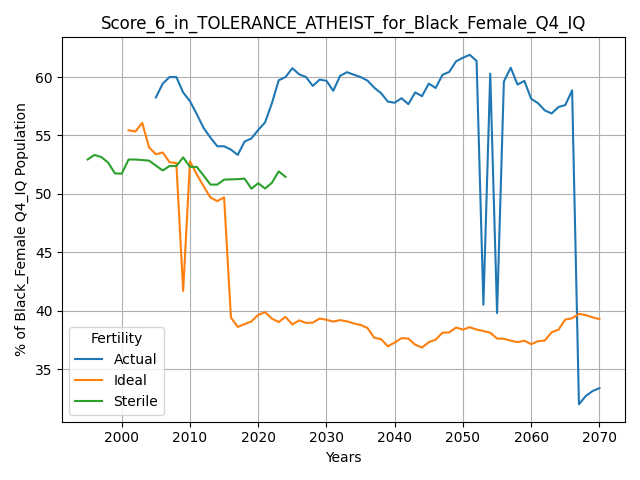 Score_6_in_TOLERANCE_ATHEIST_for_Black_Female_Q4_IQ
% of Black_Female Q4_IQ Population
60
55
50
45
40
35
Fertility
Actual
Ideal
Sterile
2000 2010 2020 2030 2040 2050 2060 2070
Years